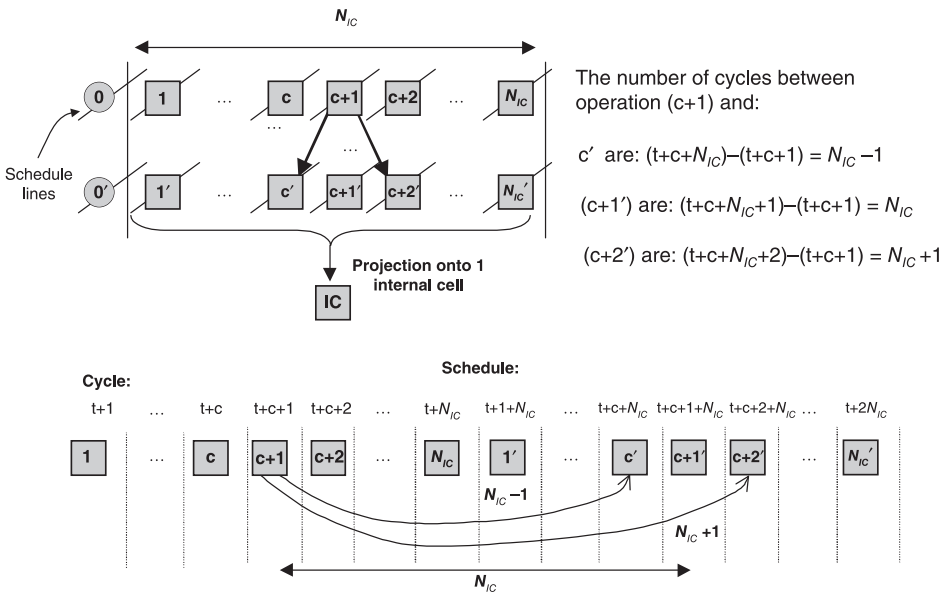 N_IC
0 1 ... c c+1 c+2 ... N_IC
...
...
Schedule
lines
0′ 1′ ... c′ c+1′ c+2′ ... N_IC′
Projection onto 1
internal cell
IC
The number of cycles between
operation (c+1) and:
c′ are: (t+c+N_IC)–(t+c+1) = N_IC –1
(c+1′) are: (t+c+N_IC+1)–(t+c+1) = N_IC
(c+2′) are: (t+c+N_IC+2)–(t+c+1) = N_IC +1
Cycle: Schedule:
t+1 ... t+c t+c+1 t+c+2 ... t+N_IC t+1+N_IC ... t+c+N_IC t+c+1+N_IC t+c+2+N_IC ... t+2N_IC
1 ... c c+1 c+2 ... N_IC 1′ ... c′ c+1′ c+2′ ... N_IC′
N_IC –1
N_IC +1
N_IC